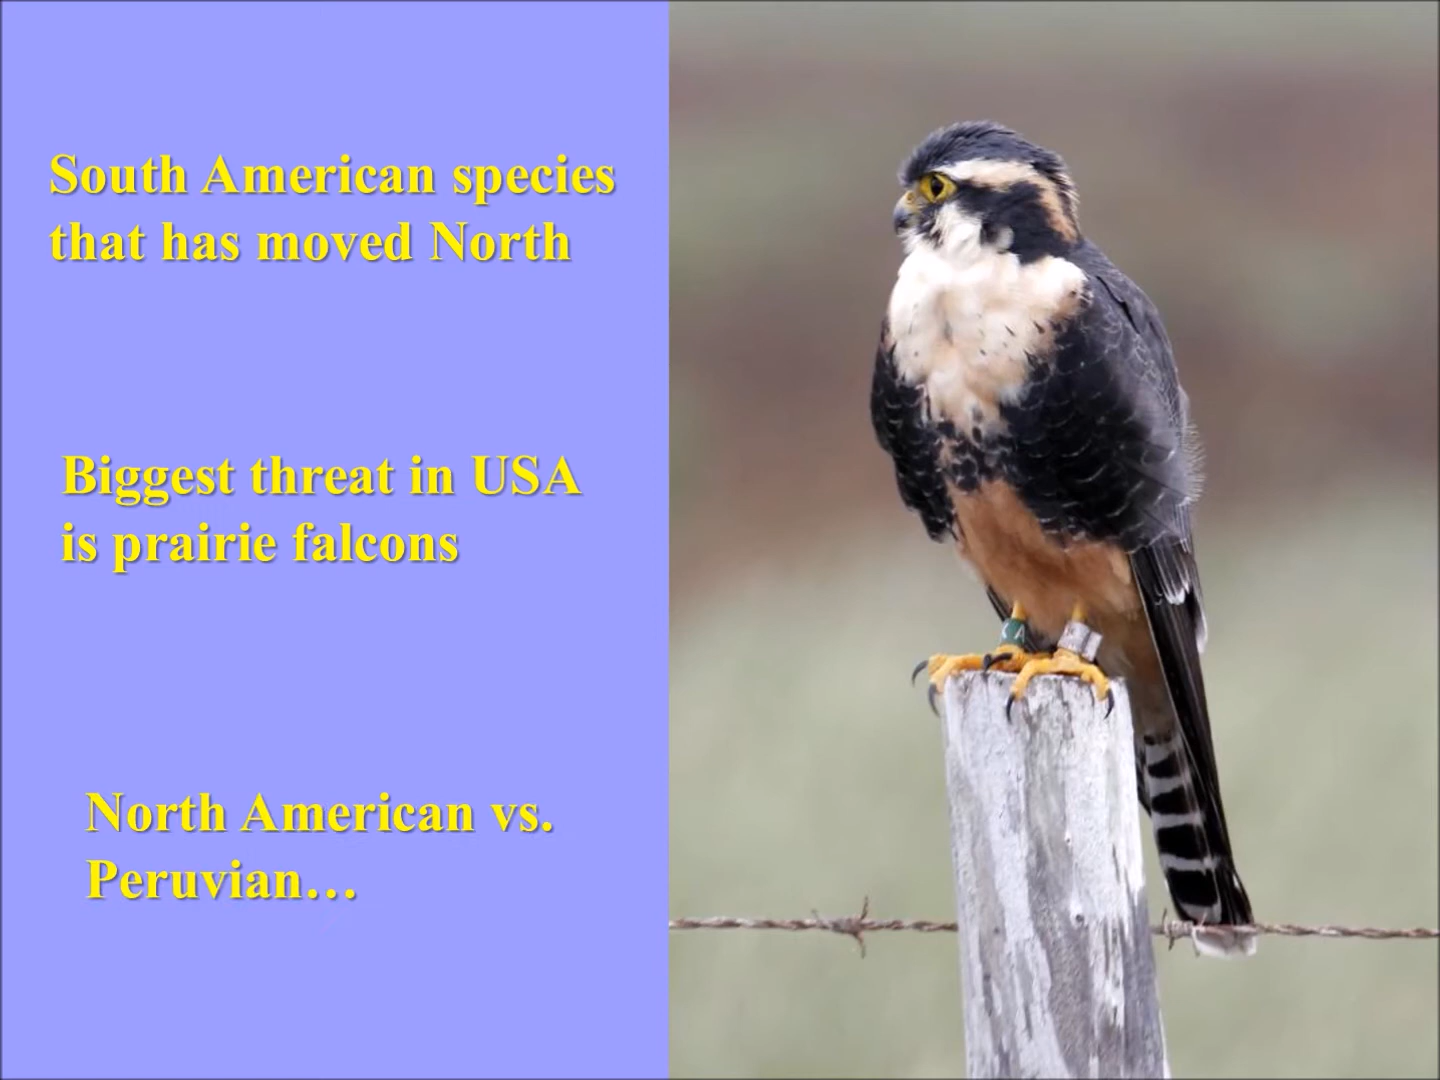 South American species
that has moved North
Biggest threat in USA
is prairie falcons
North American vs.
Peruvian…